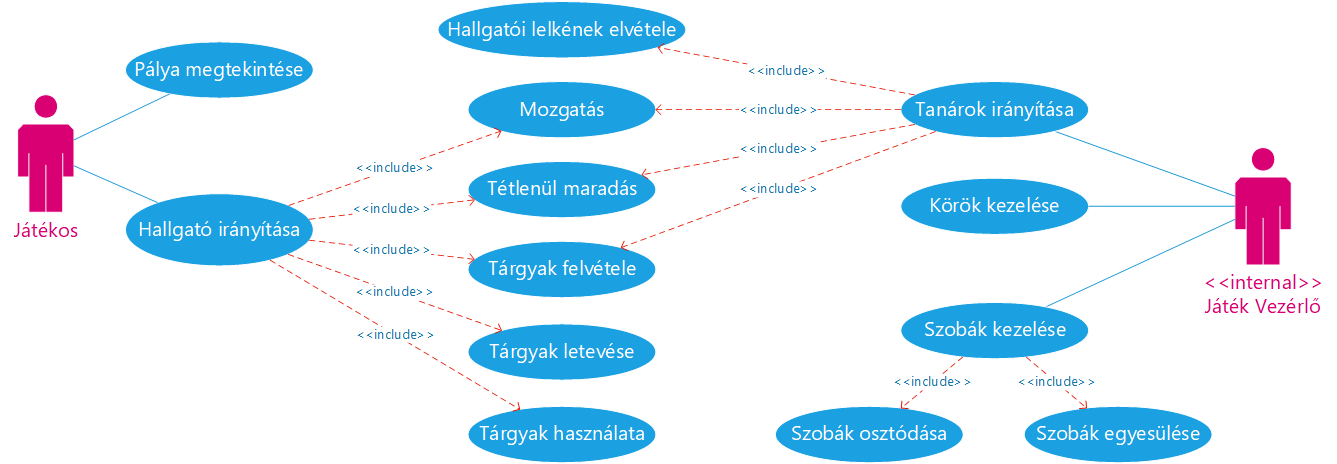 Hallgatói lelkének elvétele
Pálya megtekintése
<<include>>
Mozgatás
<<include>>
Tanárok irányítása
<<include>>
<<include>>
Tétlenül maradás
<<include>>
<<include>>
Körök kezelése
Játékos
Hallgató irányítása
<<include>>
Tárgyak felvétele
<<include>>
<<internal>>
Játék Vezérlő
<<include>>
Szobák kezelése
Tárgyak letevése
<<include>>
<<include>>
<<include>>
Tárgyak használata
Szobák osztódása
Szobák egyesülése